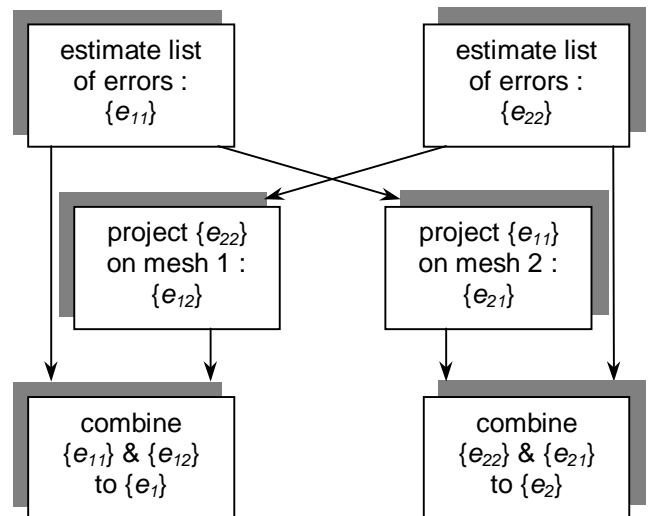 estimate list
of errors :
{e₁₁}
estimate list
of errors :
{e₂₂}
project {e₂₂}
on mesh 1 :
{e₁₂}
project {e₁₁}
on mesh 2 :
{e₂₁}
combine
{e₁₁} & {e₁₂}
to {e₁}
combine
{e₂₂} & {e₂₁}
to {e₂}